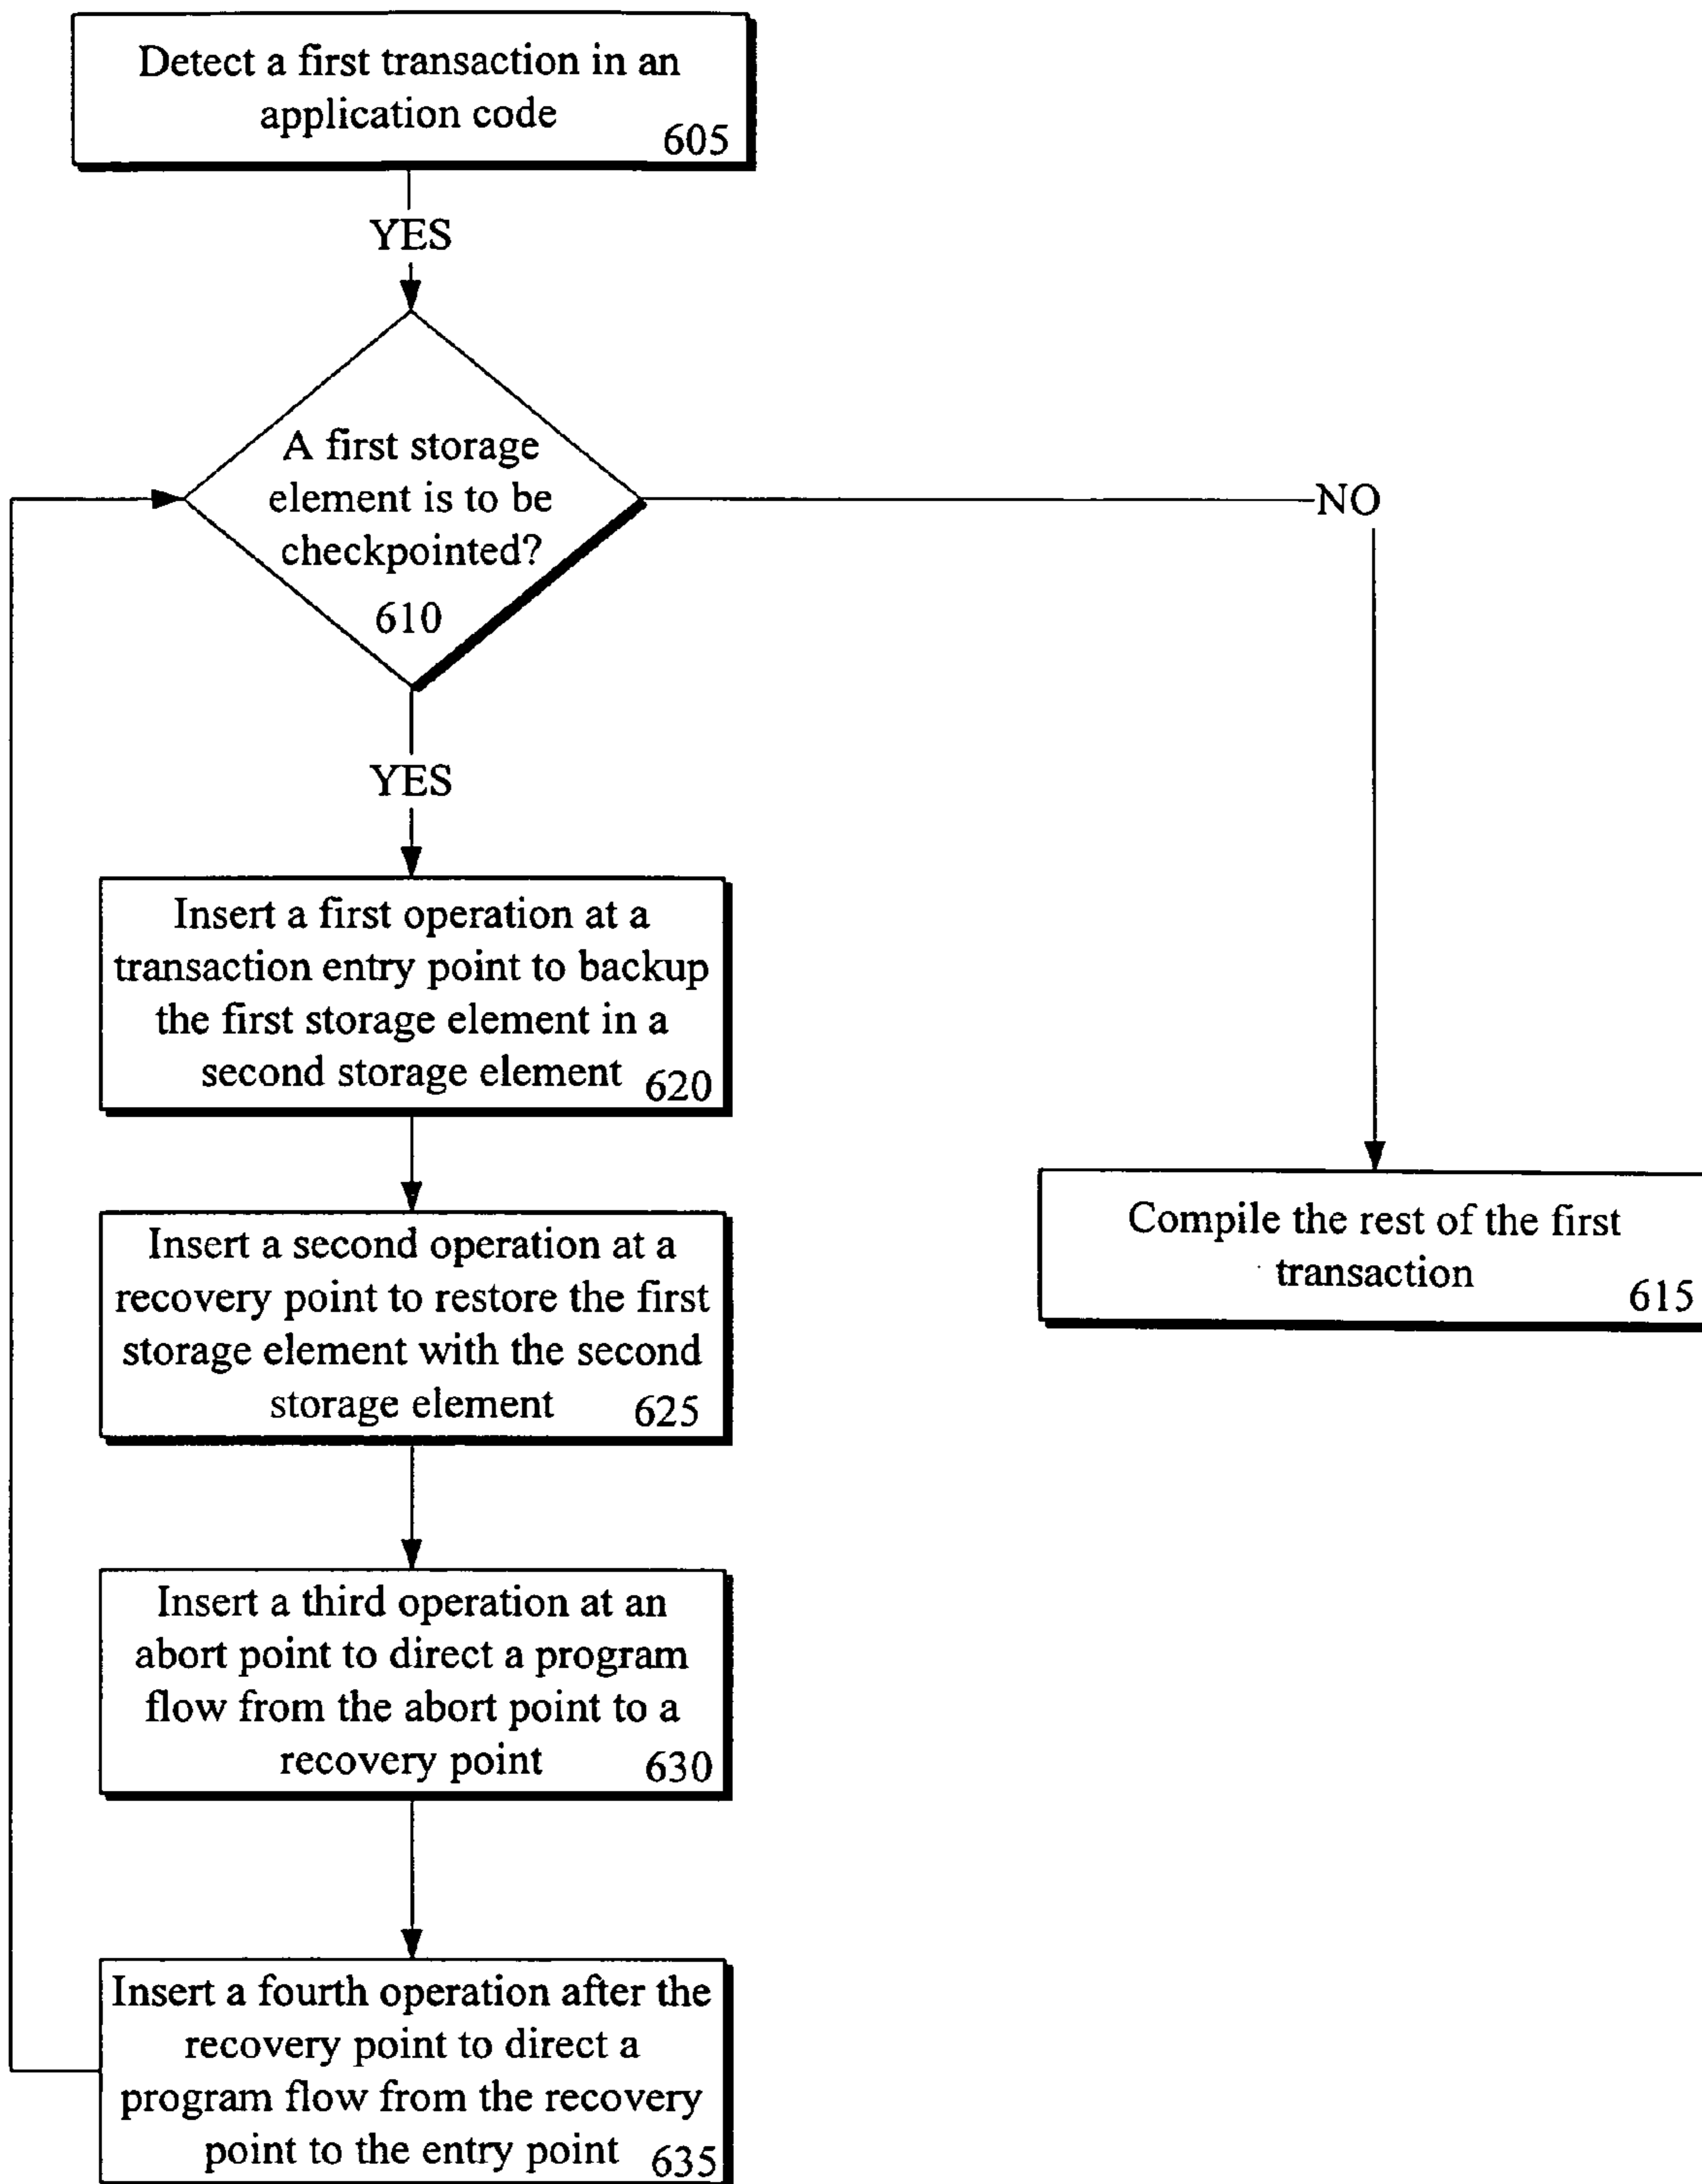 Detect a first transaction in an
application code
605
YES
A first storage
element is to be
checkpointed?
610
NO
YES
Insert a first operation at a
transaction entry point to backup
the first storage element in a
second storage element 620
Insert a second operation at a
recovery point to restore the first
storage element with the second
storage element 625
Compile the rest of the first
transaction
615
Insert a third operation at an
abort point to direct a program
flow from the abort point to a
recovery point 630
Insert a fourth operation after the
recovery point to direct a
program flow from the recovery
point to the entry point 635